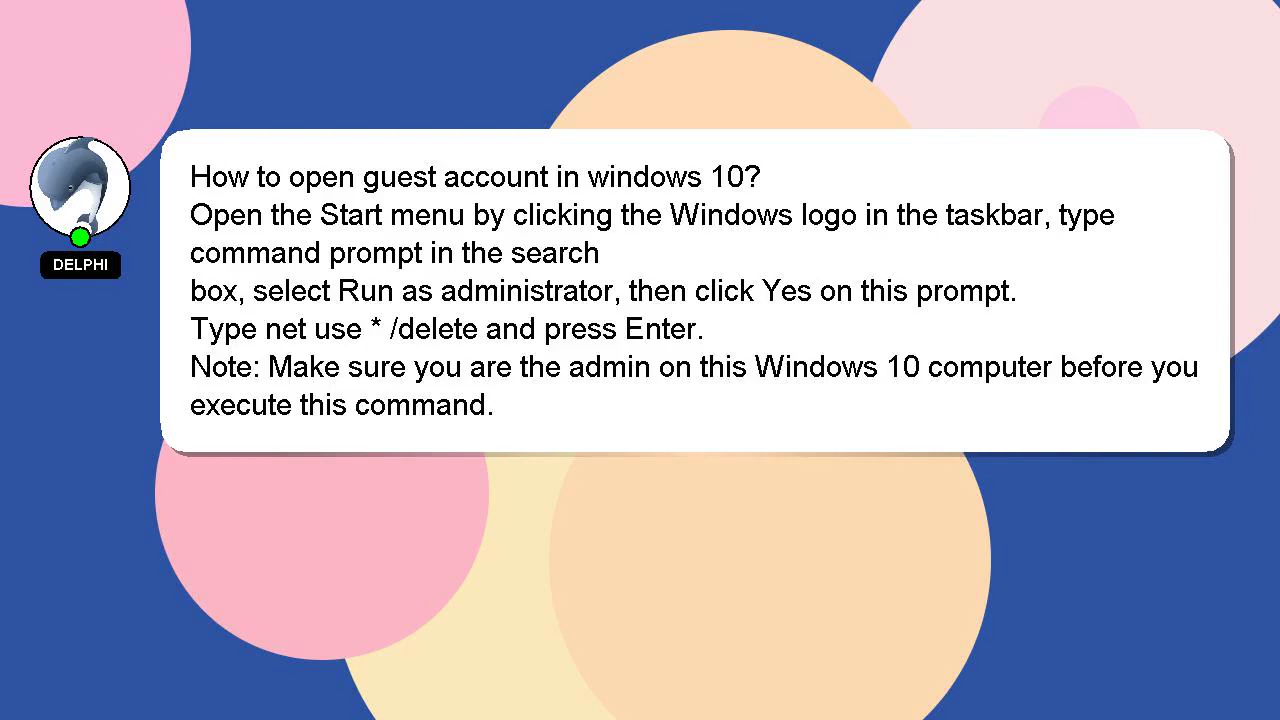 How to open guest account in windows 10?
Open the Start menu by clicking the Windows logo in the taskbar, type
command prompt in the search
box, select Run as administrator, then click Yes on this prompt.
Type net use * /delete and press Enter.
Note: Make sure you are the admin on this Windows 10 computer before you
execute this command.
DELPHI